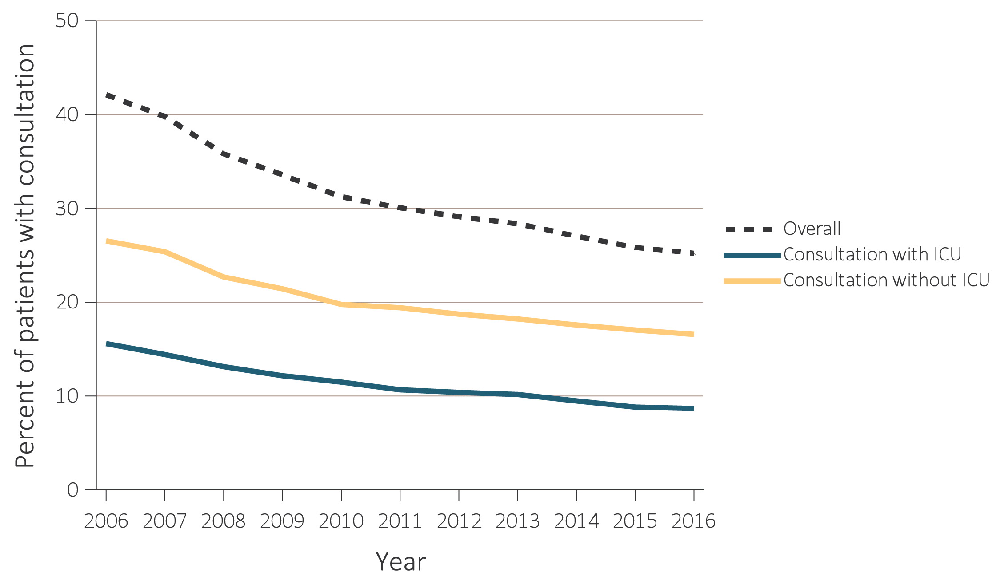 Percent of patients with consultation
50
40
30
20
10
0
2006 2007 2008 2009 2010 2011 2012 2013 2014 2015 2016
Year
Overall
Consultation with ICU
Consultation without ICU